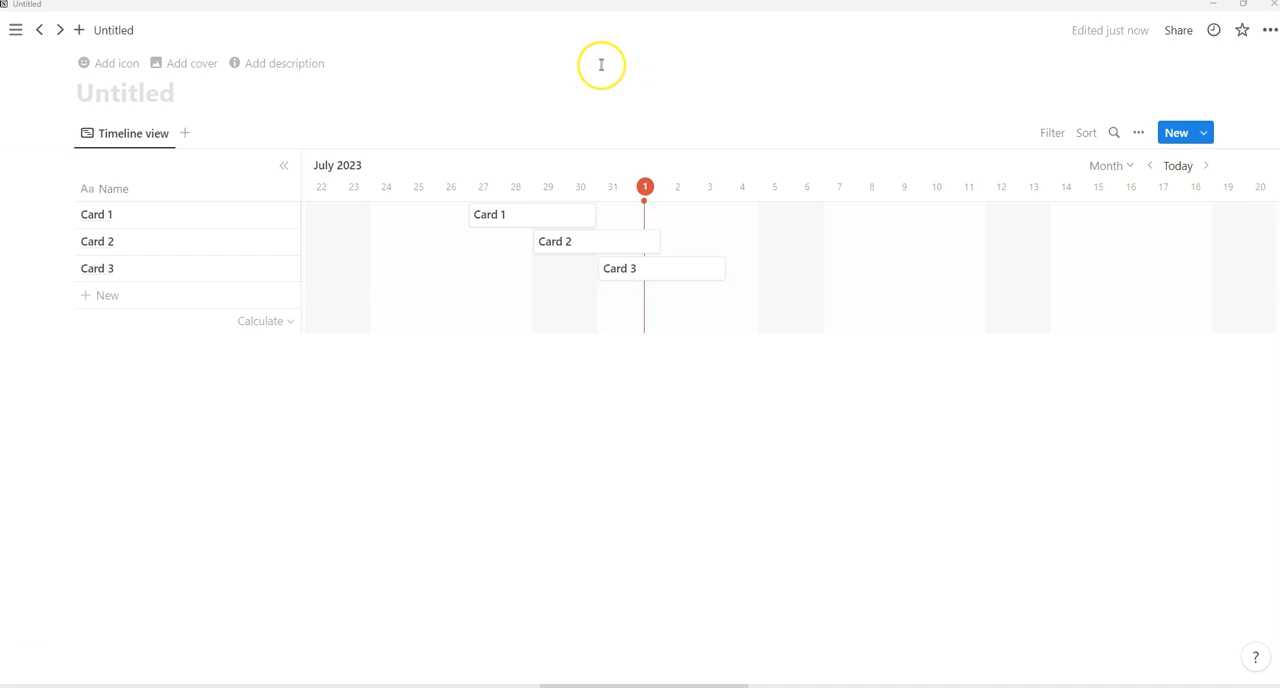 Untitled
Untitled Edited just now Share
Add icon Add cover Add description
Untitled
Timeline view Filter Sort New
July 2023 Month Today
Aa Name 22 23 24 25 26 27 28 29 30 31 1 2 3 4 5 6 7 8 9 10 11 12 13 14 15 16 17 18 19 20
Card 1 Card 1
Card 2 Card 2
Card 3 Card 3
+ New
Calculate
?